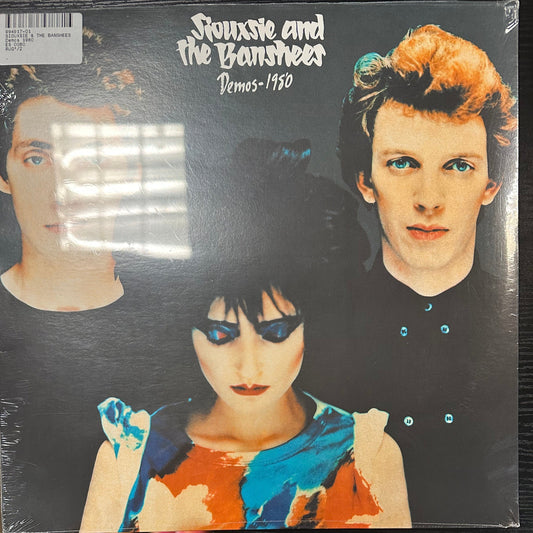 SIOUXSIE & THE BANSHEES
Demos 1980
Siouxsie and
the Banshees
Demos-1980